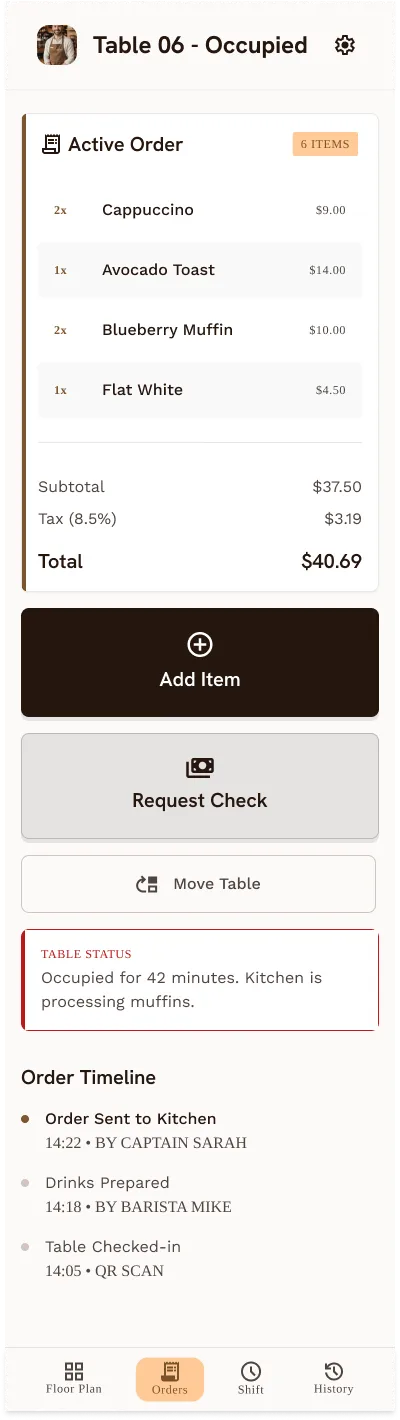 Table 06 - Occupied
Active Order
6 ITEMS
2x Cappuccino $9.00
1x Avocado Toast $14.00
2x Blueberry Muffin $10.00
1x Flat White $4.50
Subtotal $37.50
Tax (8.5%) $3.19
Total $40.69
Add Item
Request Check
Move Table
TABLE STATUS
Occupied for 42 minutes. Kitchen is
processing muffins.
Order Timeline
Order Sent to Kitchen
14:22 • BY CAPTAIN SARAH
Drinks Prepared
14:18 • BY BARISTA MIKE
Table Checked-in
14:05 • QR SCAN
Floor Plan Orders Shift History